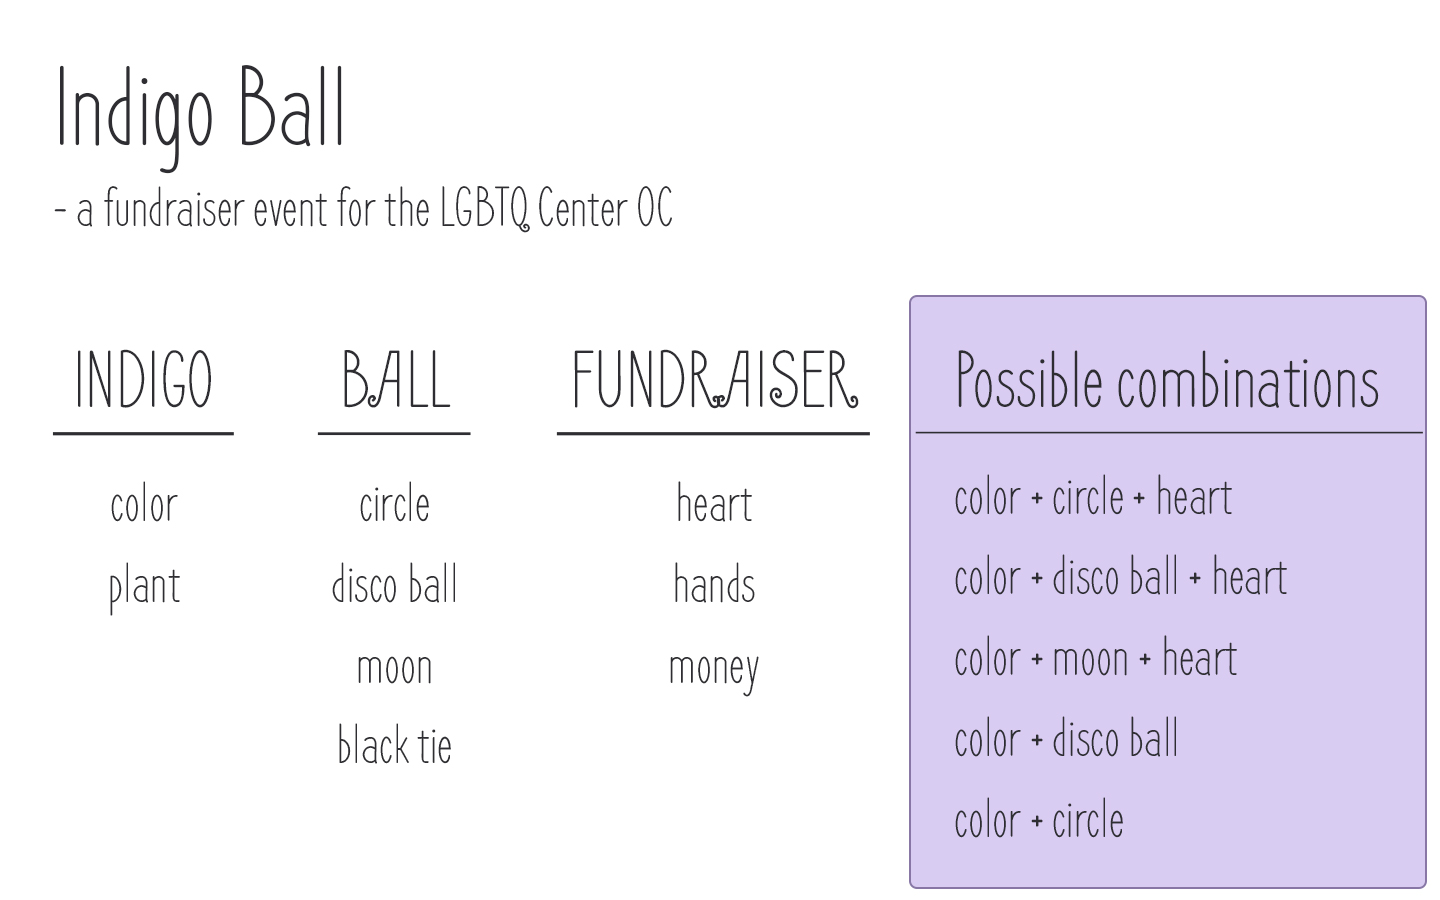 Indigo Ball
- a fundraiser event for the LGBTQ Center OC
INDIGO
color
plant
BALL
circle
disco ball
moon
black tie
FUNDRAISER
heart
hands
money
Possible combinations
color + circle + heart
color + disco ball + heart
color + moon + heart
color + disco ball
color + circle